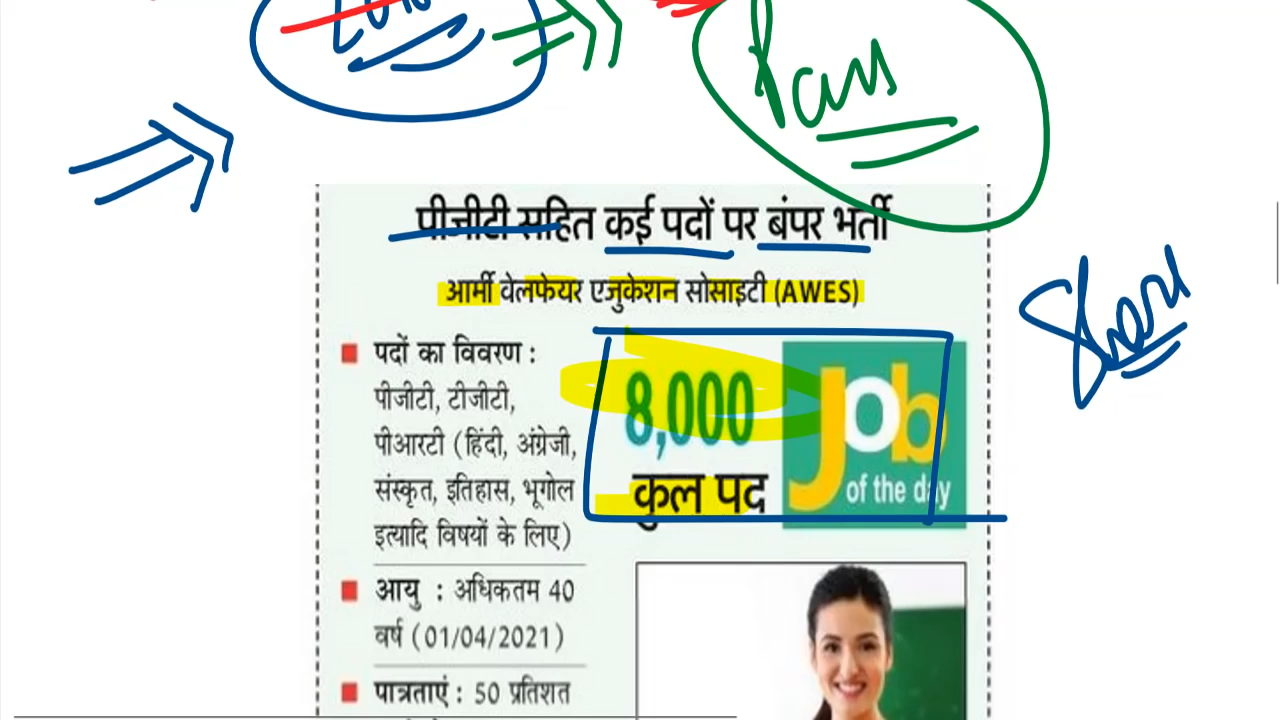 Pass
पीजीटी सहित कई पदों पर बंपर भर्ती
आर्मी वेलफेयर एजुकेशन सोसाइटी (AWES)
Share
पदों का विवरण :
पीजीटी, टीजीटी,
पीआरटी (हिंदी, अंग्रेजी,
संस्कृत, इतिहास, भूगोल
इत्यादि विषयों के लिए)
8,000
कुल पद
Job
of the day
आयु : अधिकतम 40
वर्ष (01/04/2021)
पात्रताएं : 50 प्रतिशत